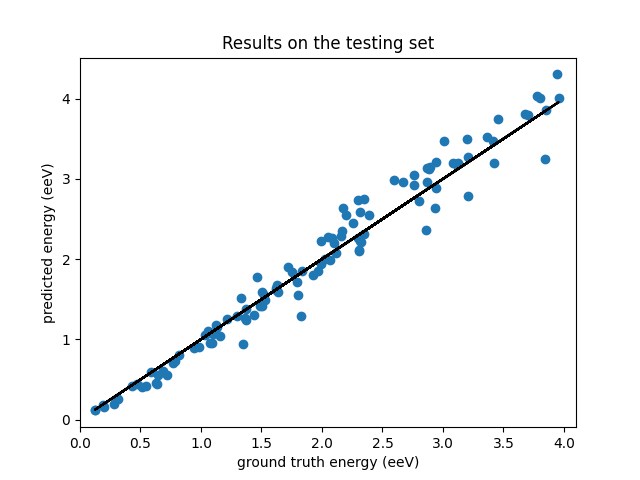 Results on the testing set
predicted energy (eeV)
4
3
2
1
0
0.0 0.5 1.0 1.5 2.0 2.5 3.0 3.5 4.0
ground truth energy (eeV)